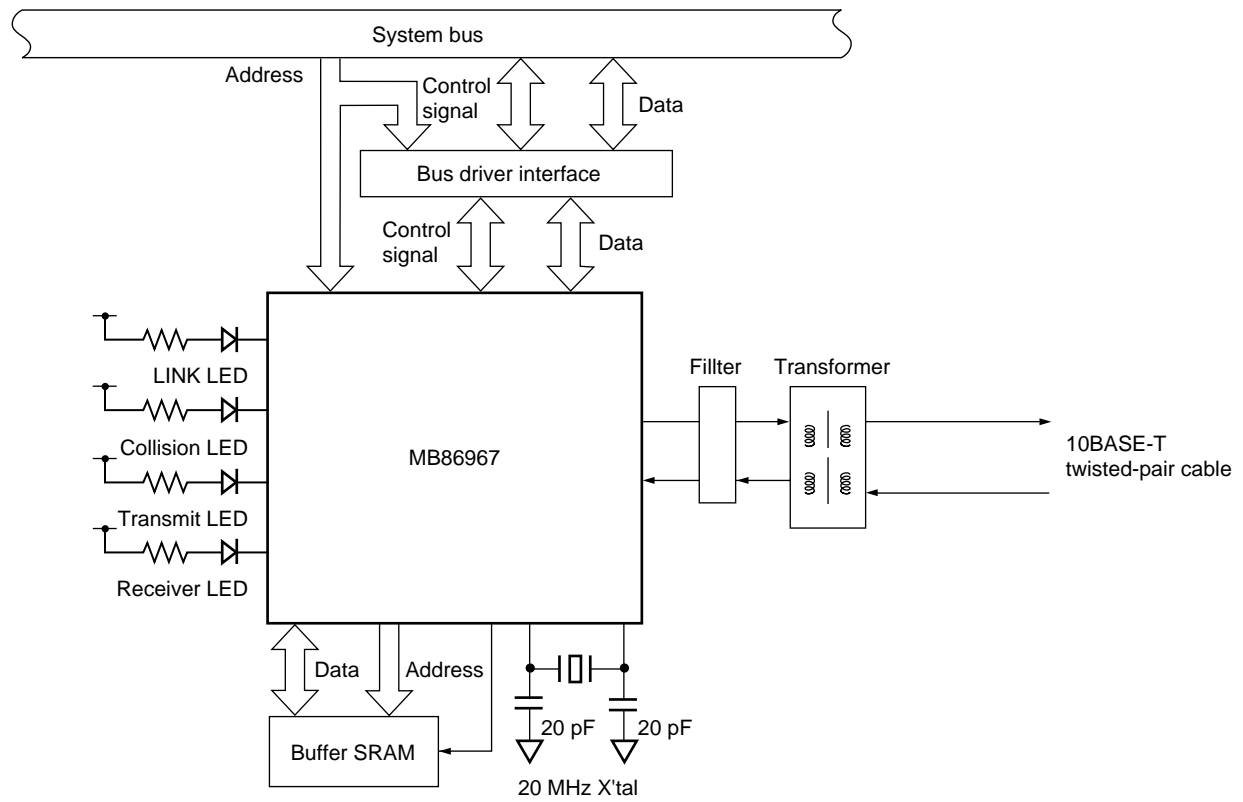 System bus
Address
Control
signal
Data
Bus driver interface
Control
signal
Data
LINK LED
Collision LED
Transmit LED
Receiver LED
MB86967
Fillter
Transformer
10BASE-T
twisted-pair cable
Data
Address
Buffer SRAM
20 pF
20 pF
20 MHz X'tal